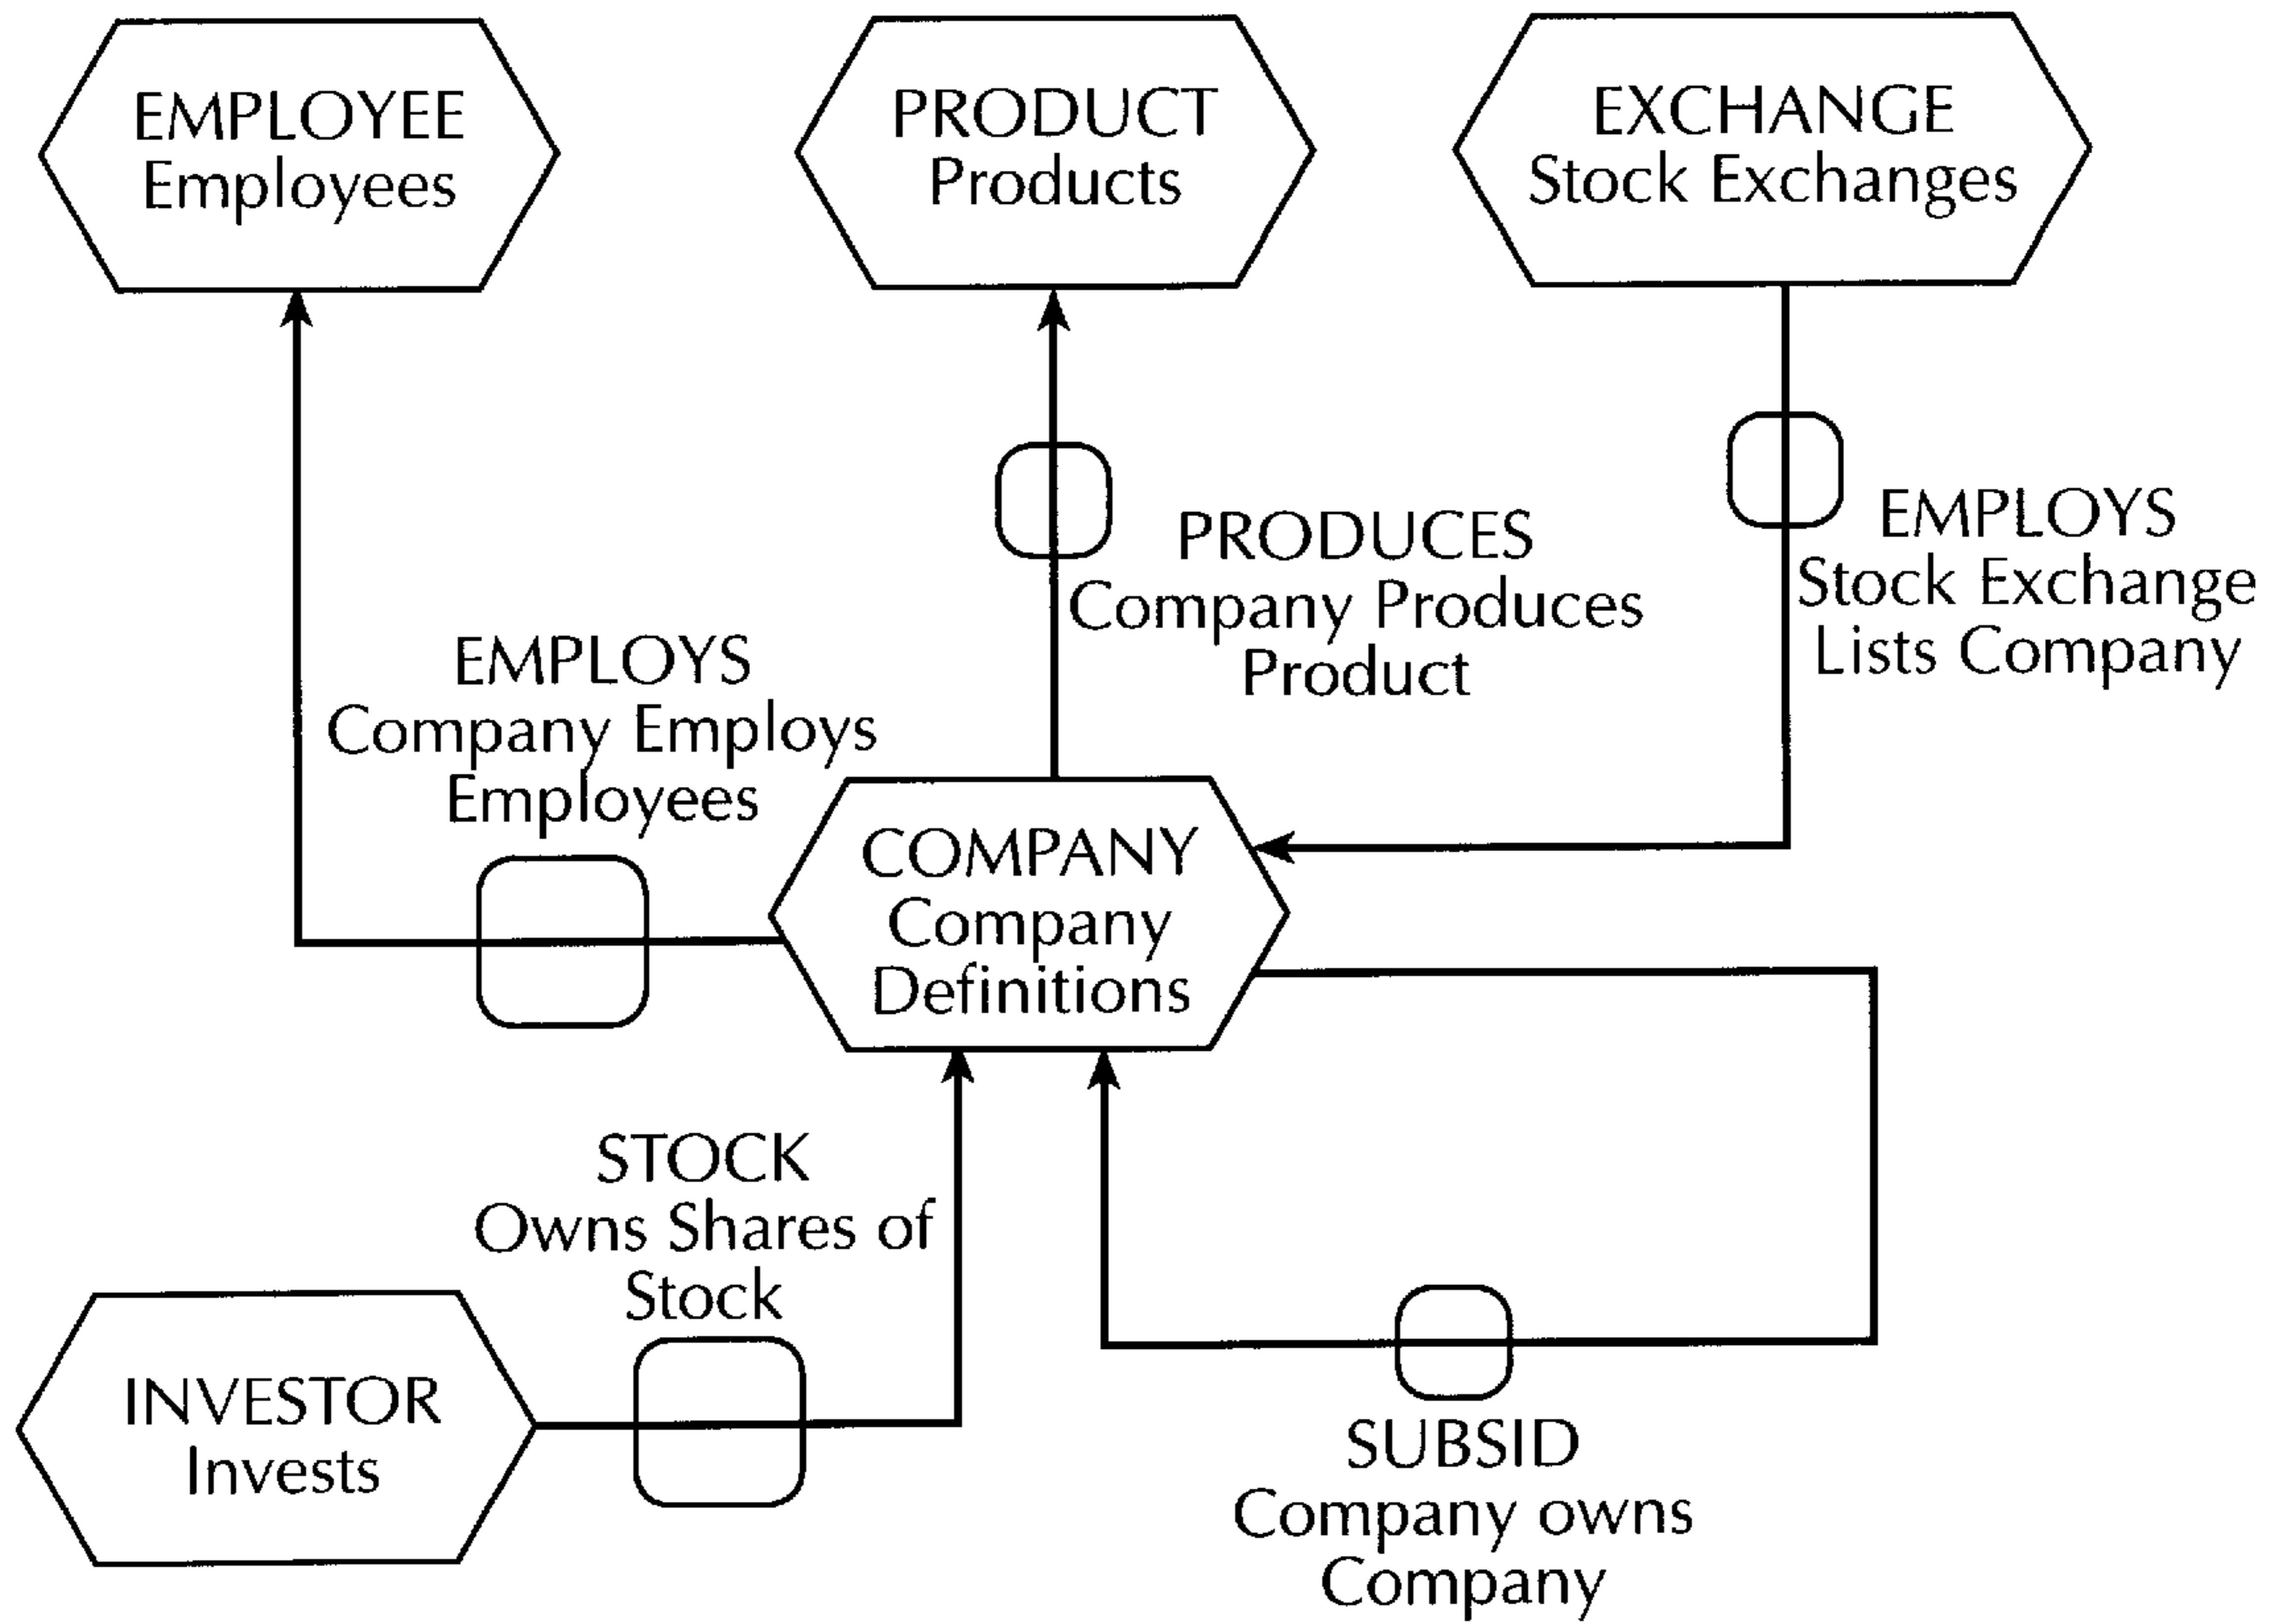 EMPLOYEE
Employees
PRODUCT
Products
EXCHANGE
Stock Exchanges
EMPLOYS
Company Employs
Employees
PRODUCES
Company Produces
Product
EMPLOYS
Stock Exchange
Lists Company
COMPANY
Company
Definitions
STOCK
Owns Shares of
Stock
INVESTOR
Invests
SUBSID
Company owns
Company